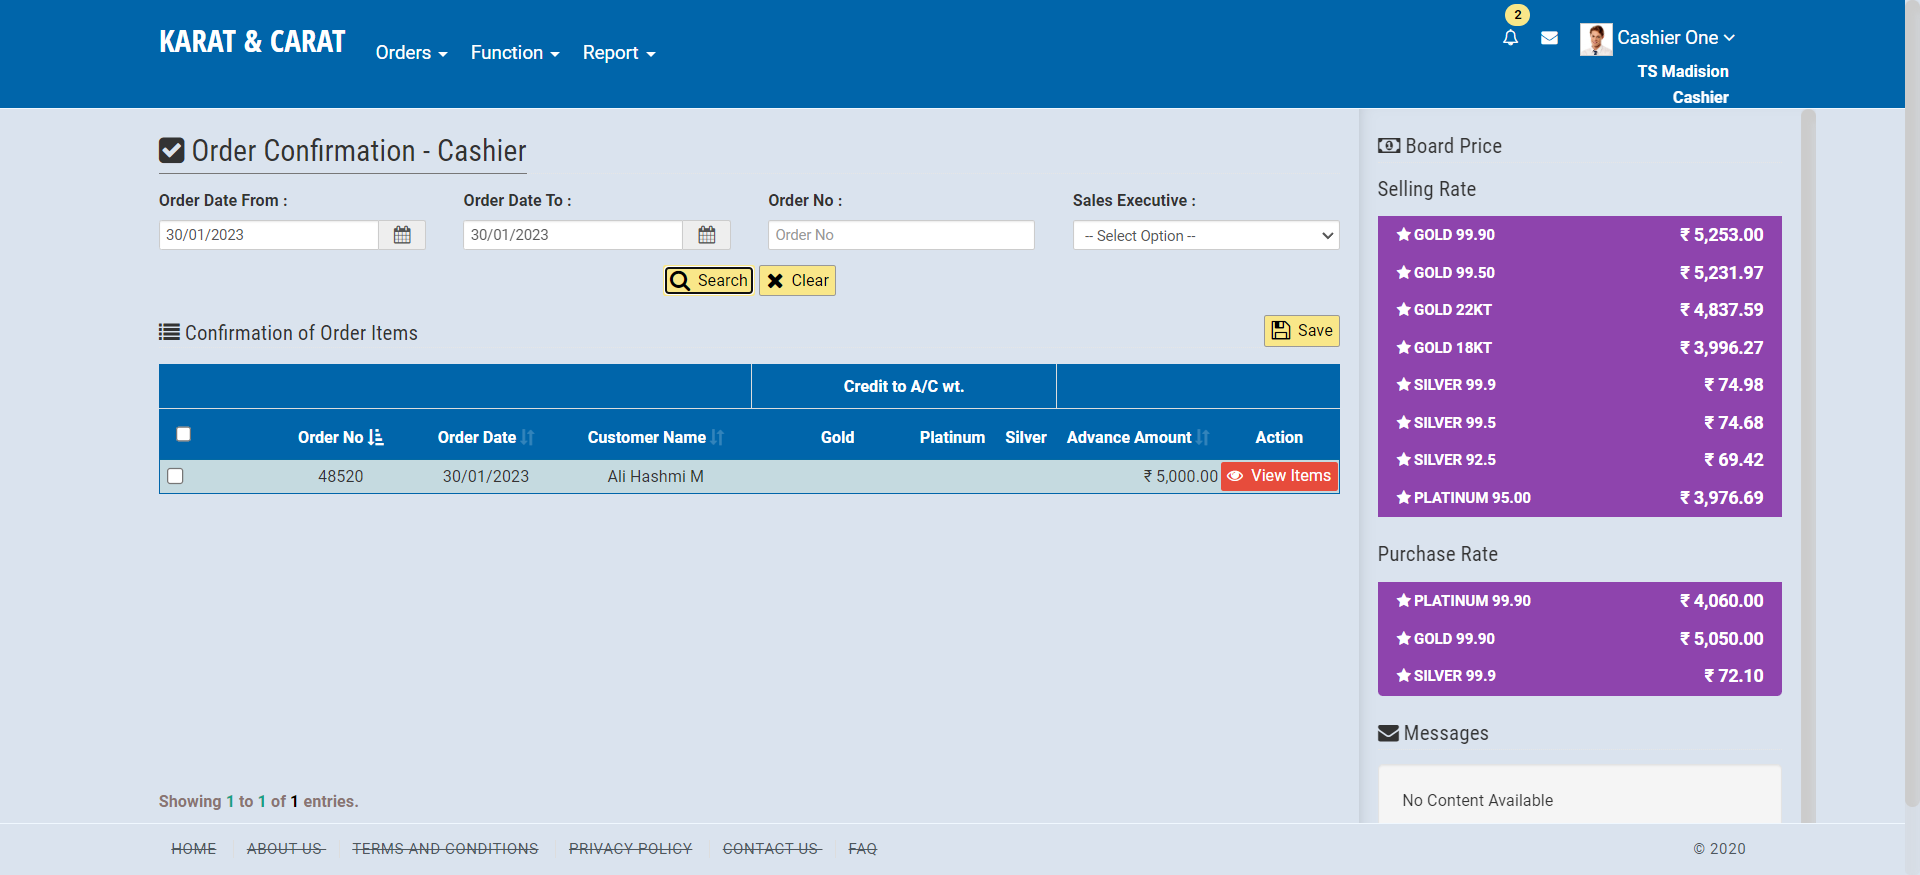 KARAT & CARAT
Orders
Function
Report
2
Cashier One
TS Madision
Cashier
Order Confirmation - Cashier
Order Date From :
Order Date To :
Order No :
Sales Executive :
30/01/2023
30/01/2023
Order No
-- Select Option --
Search
Clear
Confirmation of Order Items
Save
Credit to A/C wt.
Order No
Order Date
Customer Name
Gold
Platinum
Silver
Advance Amount
Action
48520
30/01/2023
Ali Hashmi M
₹ 5,000.00
View Items
Showing 1 to 1 of 1 entries.
Board Price
Selling Rate
GOLD 99.90 ₹ 5,253.00
GOLD 99.50 ₹ 5,231.97
GOLD 22KT ₹ 4,837.59
GOLD 18KT ₹ 3,996.27
SILVER 99.9 ₹ 74.98
SILVER 99.5 ₹ 74.68
SILVER 92.5 ₹ 69.42
PLATINUM 95.00 ₹ 3,976.69
Purchase Rate
PLATINUM 99.90 ₹ 4,060.00
GOLD 99.90 ₹ 5,050.00
SILVER 99.9 ₹ 72.10
Messages
No Content Available
HOME
ABOUT US
TERMS AND CONDITIONS
PRIVACY POLICY
CONTACT US
FAQ
© 2020